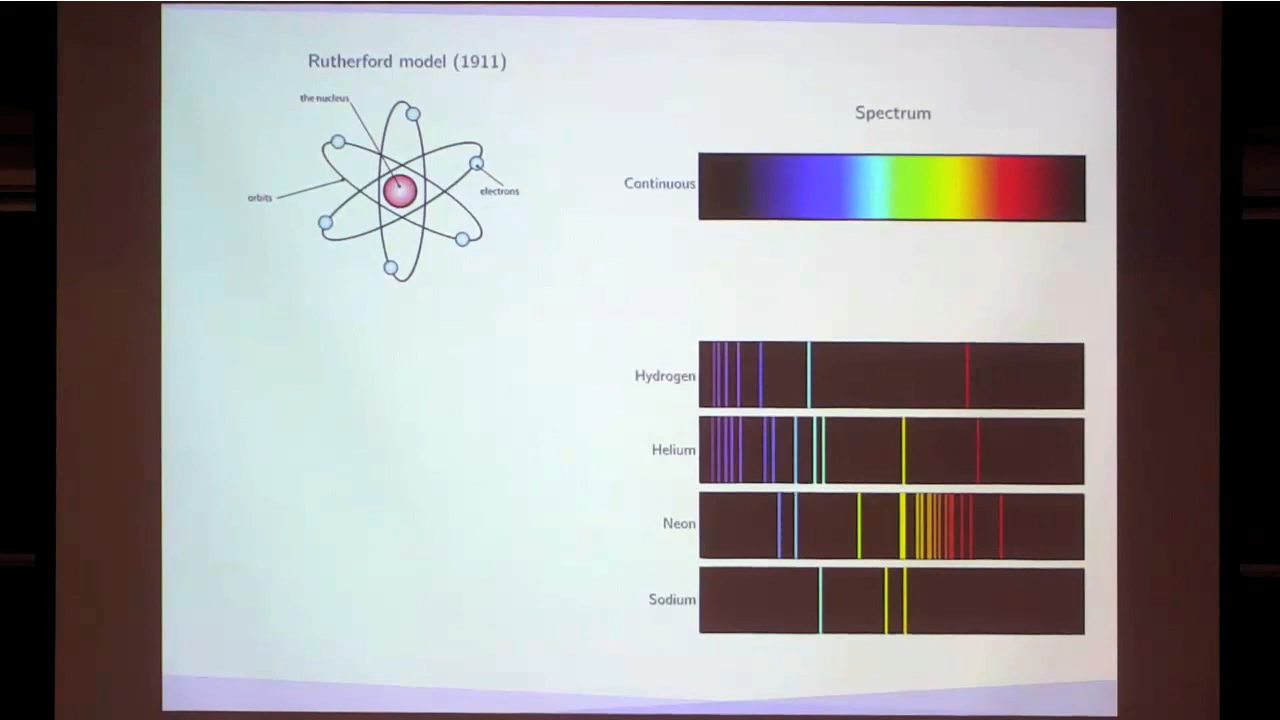 Rutherford model (1911)
the nucleus
orbits
electrons
Spectrum
Continuous
Hydrogen
Helium
Neon
Sodium